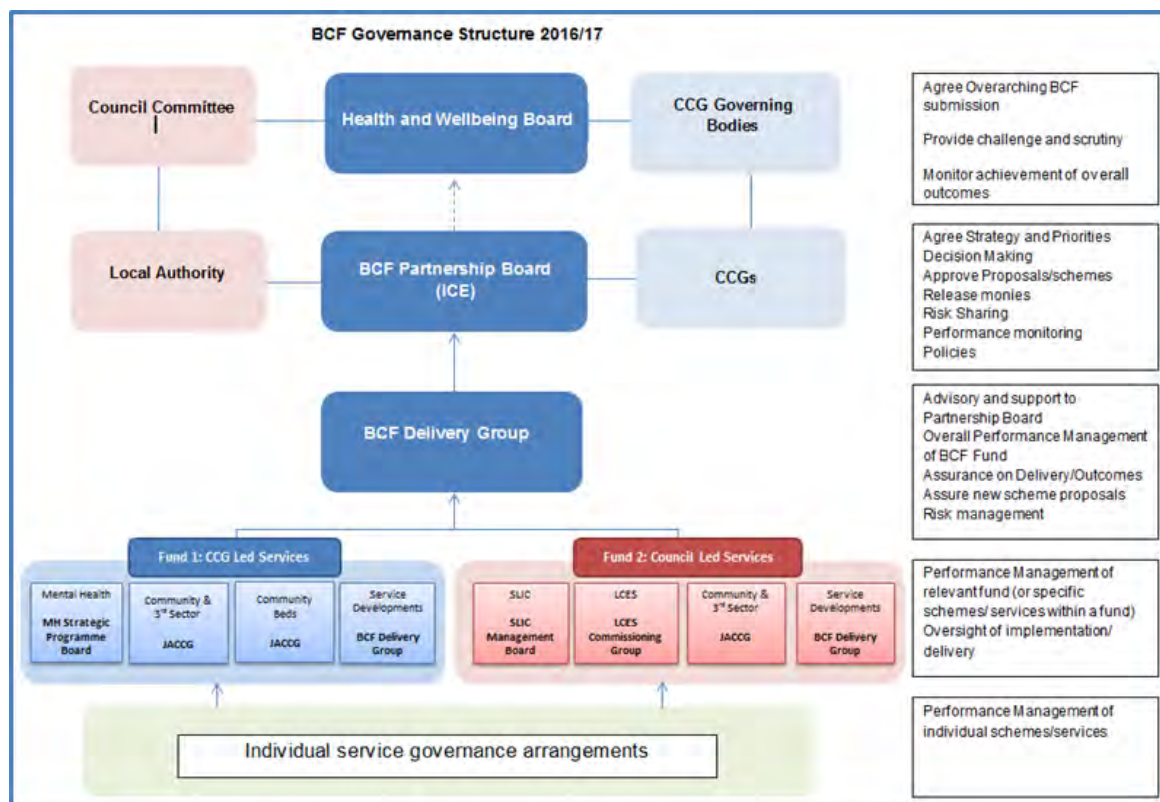 BCF Governance Structure 2016/17
Council Committee
Health and Wellbeing Board
CCG Governing
Bodies
Agree Overarching BCF
submission
Provide challenge and scrutiny
Monitor achievement of overall
outcomes
Local Authority
BCF Partnership Board
(ICE)
CCGs
Agree Strategy and Priorities
Decision Making
Approve Proposals/schemes
Release monies
Risk Sharing
Performance monitoring
Policies
BCF Delivery Group
Advisory and support to
Partnership Board
Overall Performance Management
of BCF Fund
Assurance on Delivery/Outcomes
Assure new scheme proposals
Risk management
Fund 1: CCG Led Services
Mental Health
MH Strategic
Programme
Board
Community &
3rd Sector
JACCG
Community
Beds
JACCG
Service
Developments
BCF Delivery
Group
Fund 2: Council Led Services
SLIC
SLIC
Management
Board
LCES
LCES
Commissioning
Group
Community &
3rd Sector
JACCG
Service
Developments
BCF Delivery
Group
Performance Management of
relevant fund (or specific
schemes/ services within a fund)
Oversight of implementation/
delivery
Individual service governance arrangements
Performance Management of
individual schemes/services